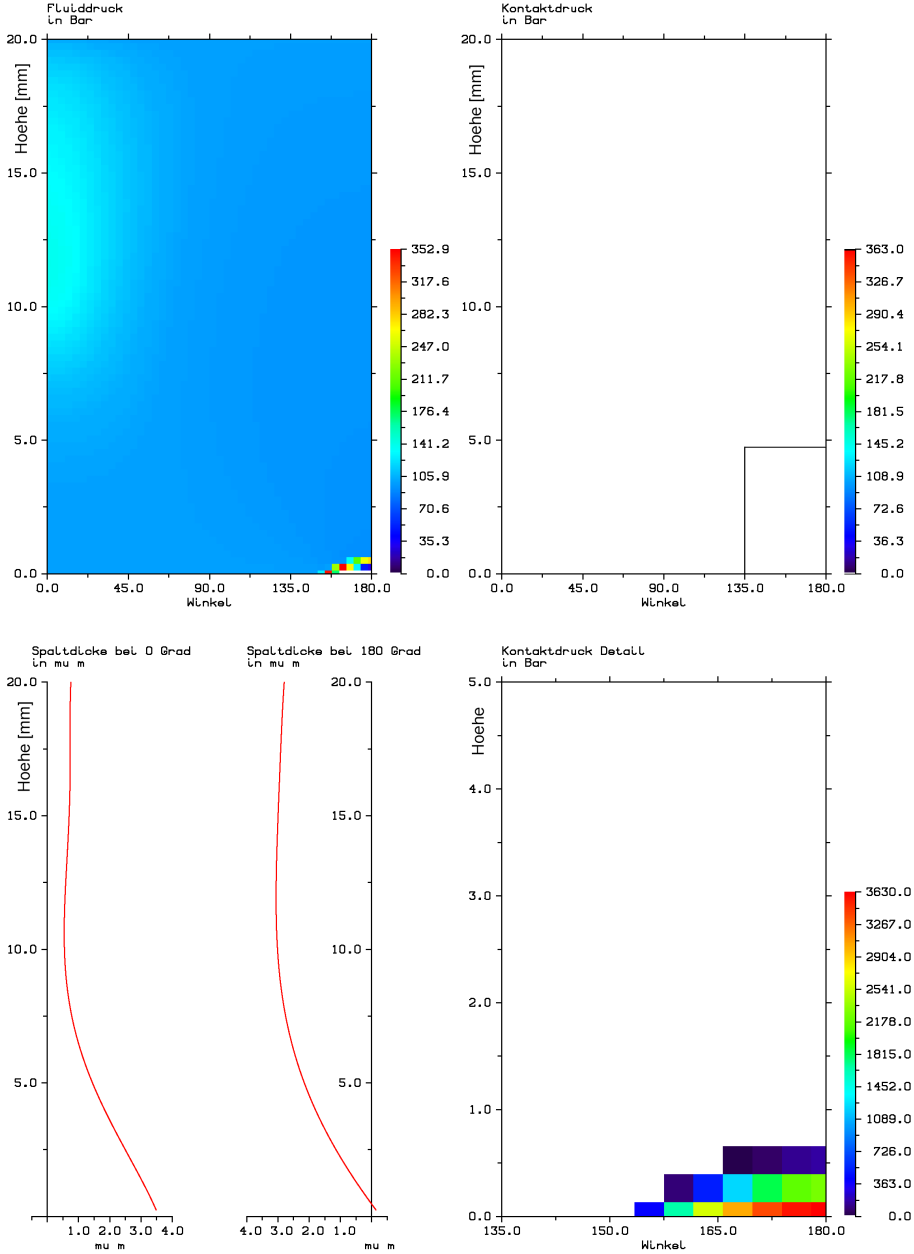 Fluiddruck
in Bar
20.0
15.0
10.0
5.0
0.0
Hoehe [mm]
0.0 45.0 90.0 135.0 180.0
Winkel
352.9
317.6
282.3
247.0
211.7
176.4
141.2
105.9
70.6
35.3
0.0
Kontaktdruck
in Bar
20.0
15.0
10.0
5.0
0.0
Hoehe [mm]
0.0 45.0 90.0 135.0 180.0
Winkel
363.0
326.7
290.4
254.1
217.8
181.5
145.2
108.9
72.6
36.3
0.0
Spaltdicke bei 0 Grad
in mu m
20.0
15.0
10.0
5.0
Hoehe [mm]
1.0 2.0 3.0 4.0
mu m
Spaltdicke bei 180 Grad
in mu m
20.0
15.0
10.0
5.0
4.0 3.0 2.0 1.0
mu m
Kontaktdruck Detail
in Bar
5.0
4.0
3.0
2.0
1.0
0.0
Hoehe
135.0 150.0 165.0 180.0
Winkel
3630.0
3267.0
2904.0
2541.0
2178.0
1815.0
1452.0
1089.0
726.0
363.0
0.0